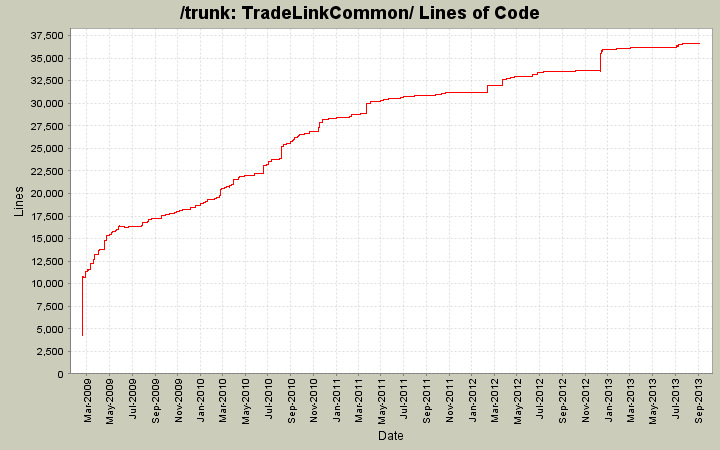 /trunk: TradeLinkCommon/ Lines of Code
37,500
35,000
32,500
30,000
27,500
25,000
22,500
20,000
17,500
15,000
12,500
10,000
7,500
5,000
2,500
0
Lines
Mar-2009
May-2009
Jul-2009
Sep-2009
Nov-2009
Jan-2010
Mar-2010
May-2010
Jul-2010
Sep-2010
Nov-2010
Jan-2011
Mar-2011
May-2011
Jul-2011
Sep-2011
Nov-2011
Jan-2012
Mar-2012
May-2012
Jul-2012
Sep-2012
Nov-2012
Jan-2013
Mar-2013
May-2013
Jul-2013
Sep-2013
Date